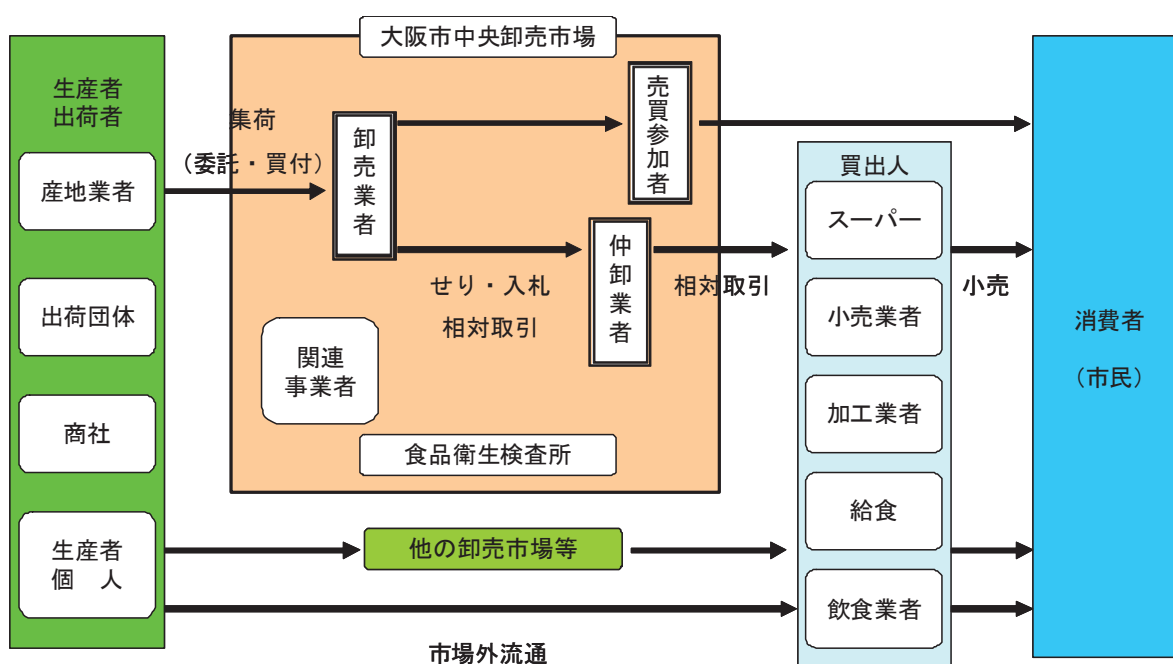 大阪市中央卸売市場
生産者
出荷者
産地業者
出荷団体
商社
生産者
個　人
集荷
（委託・買付）
卸売業者
売買参加者
せり・入札
相対取引
仲卸業者
相対取引
関連
事業者
食品衛生検査所
他の卸売市場等
市場外流通
買出人
スーパー
小売業者
加工業者
給食
飲食業者
小売
消費者
（市民）